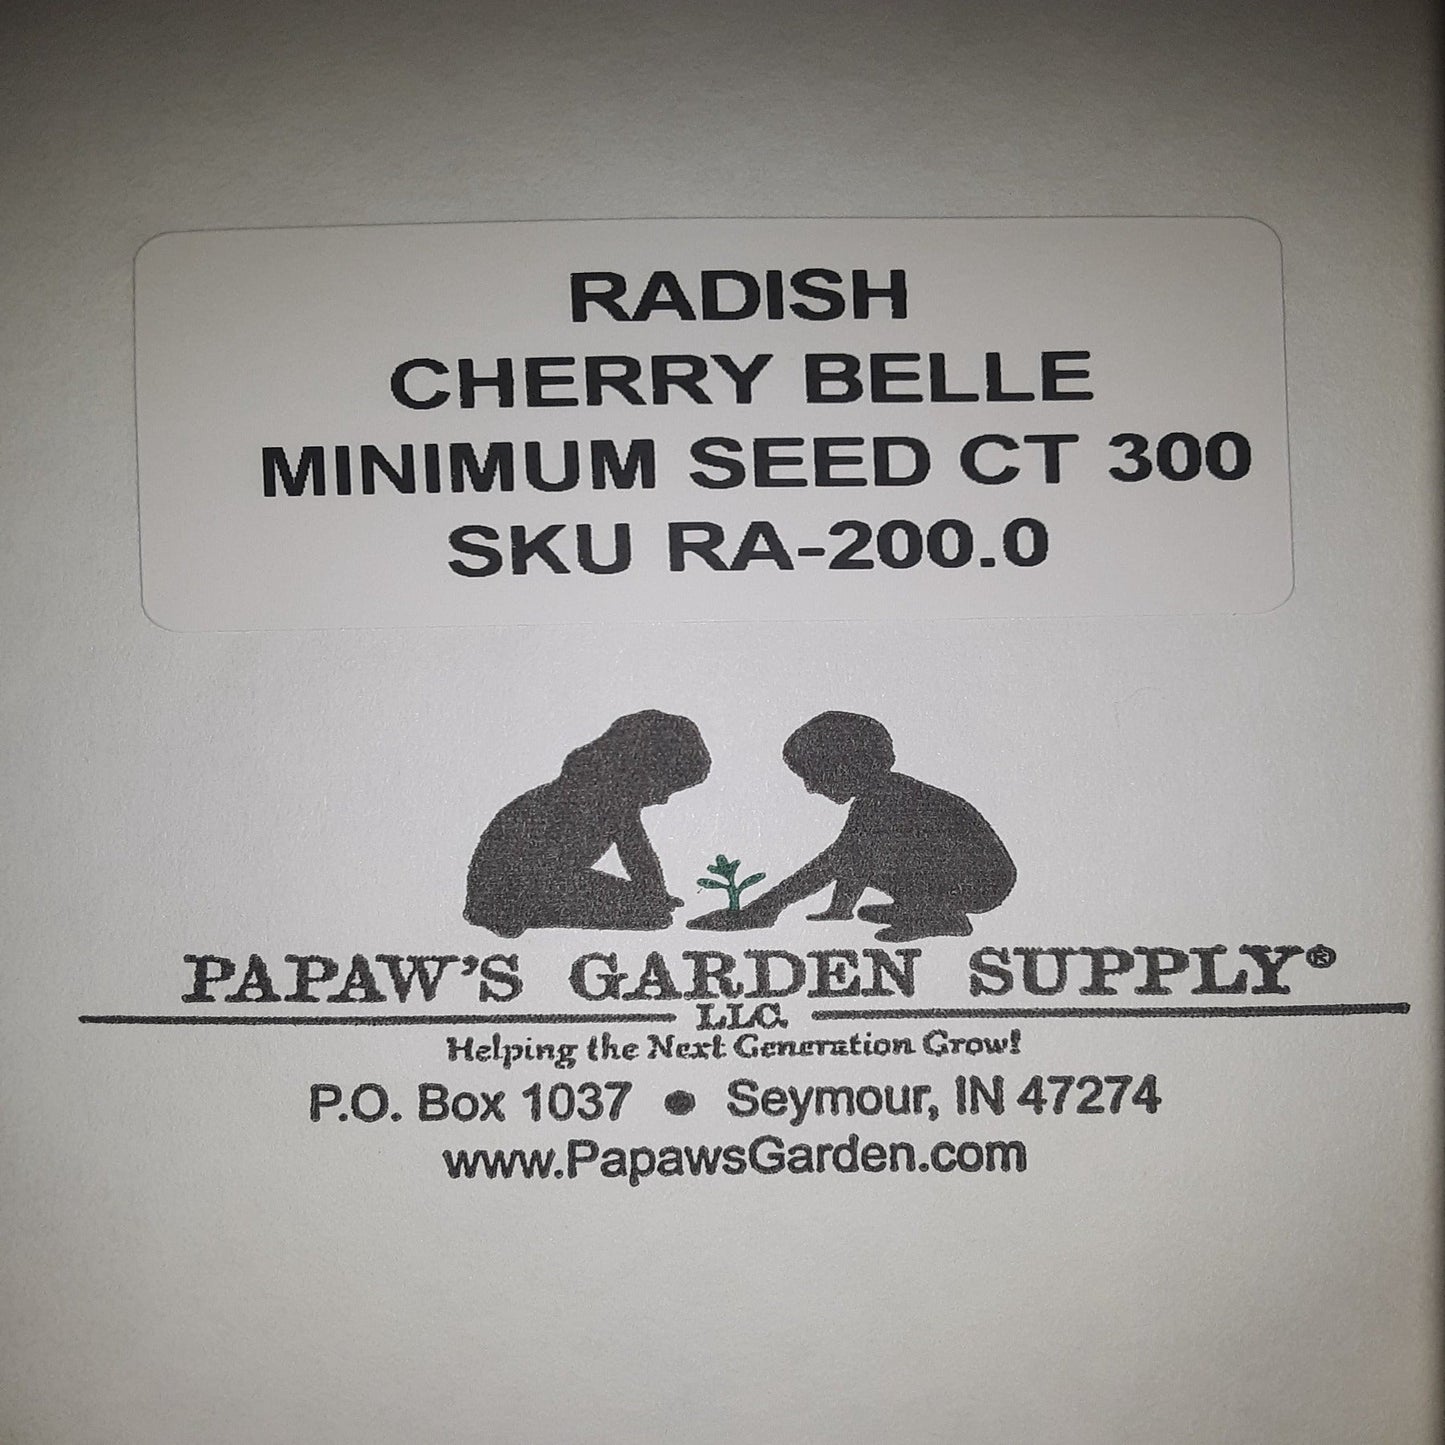 RADISH
CHERRY BELLE
MINIMUM SEED CT 300
SKU RA-200.0
PAPAW'S GARDEN SUPPLY®
LLC.
Helping the Next Generation Grow!
P.O. Box 1037 ● Seymour, IN 47274
www.PapawsGarden.com